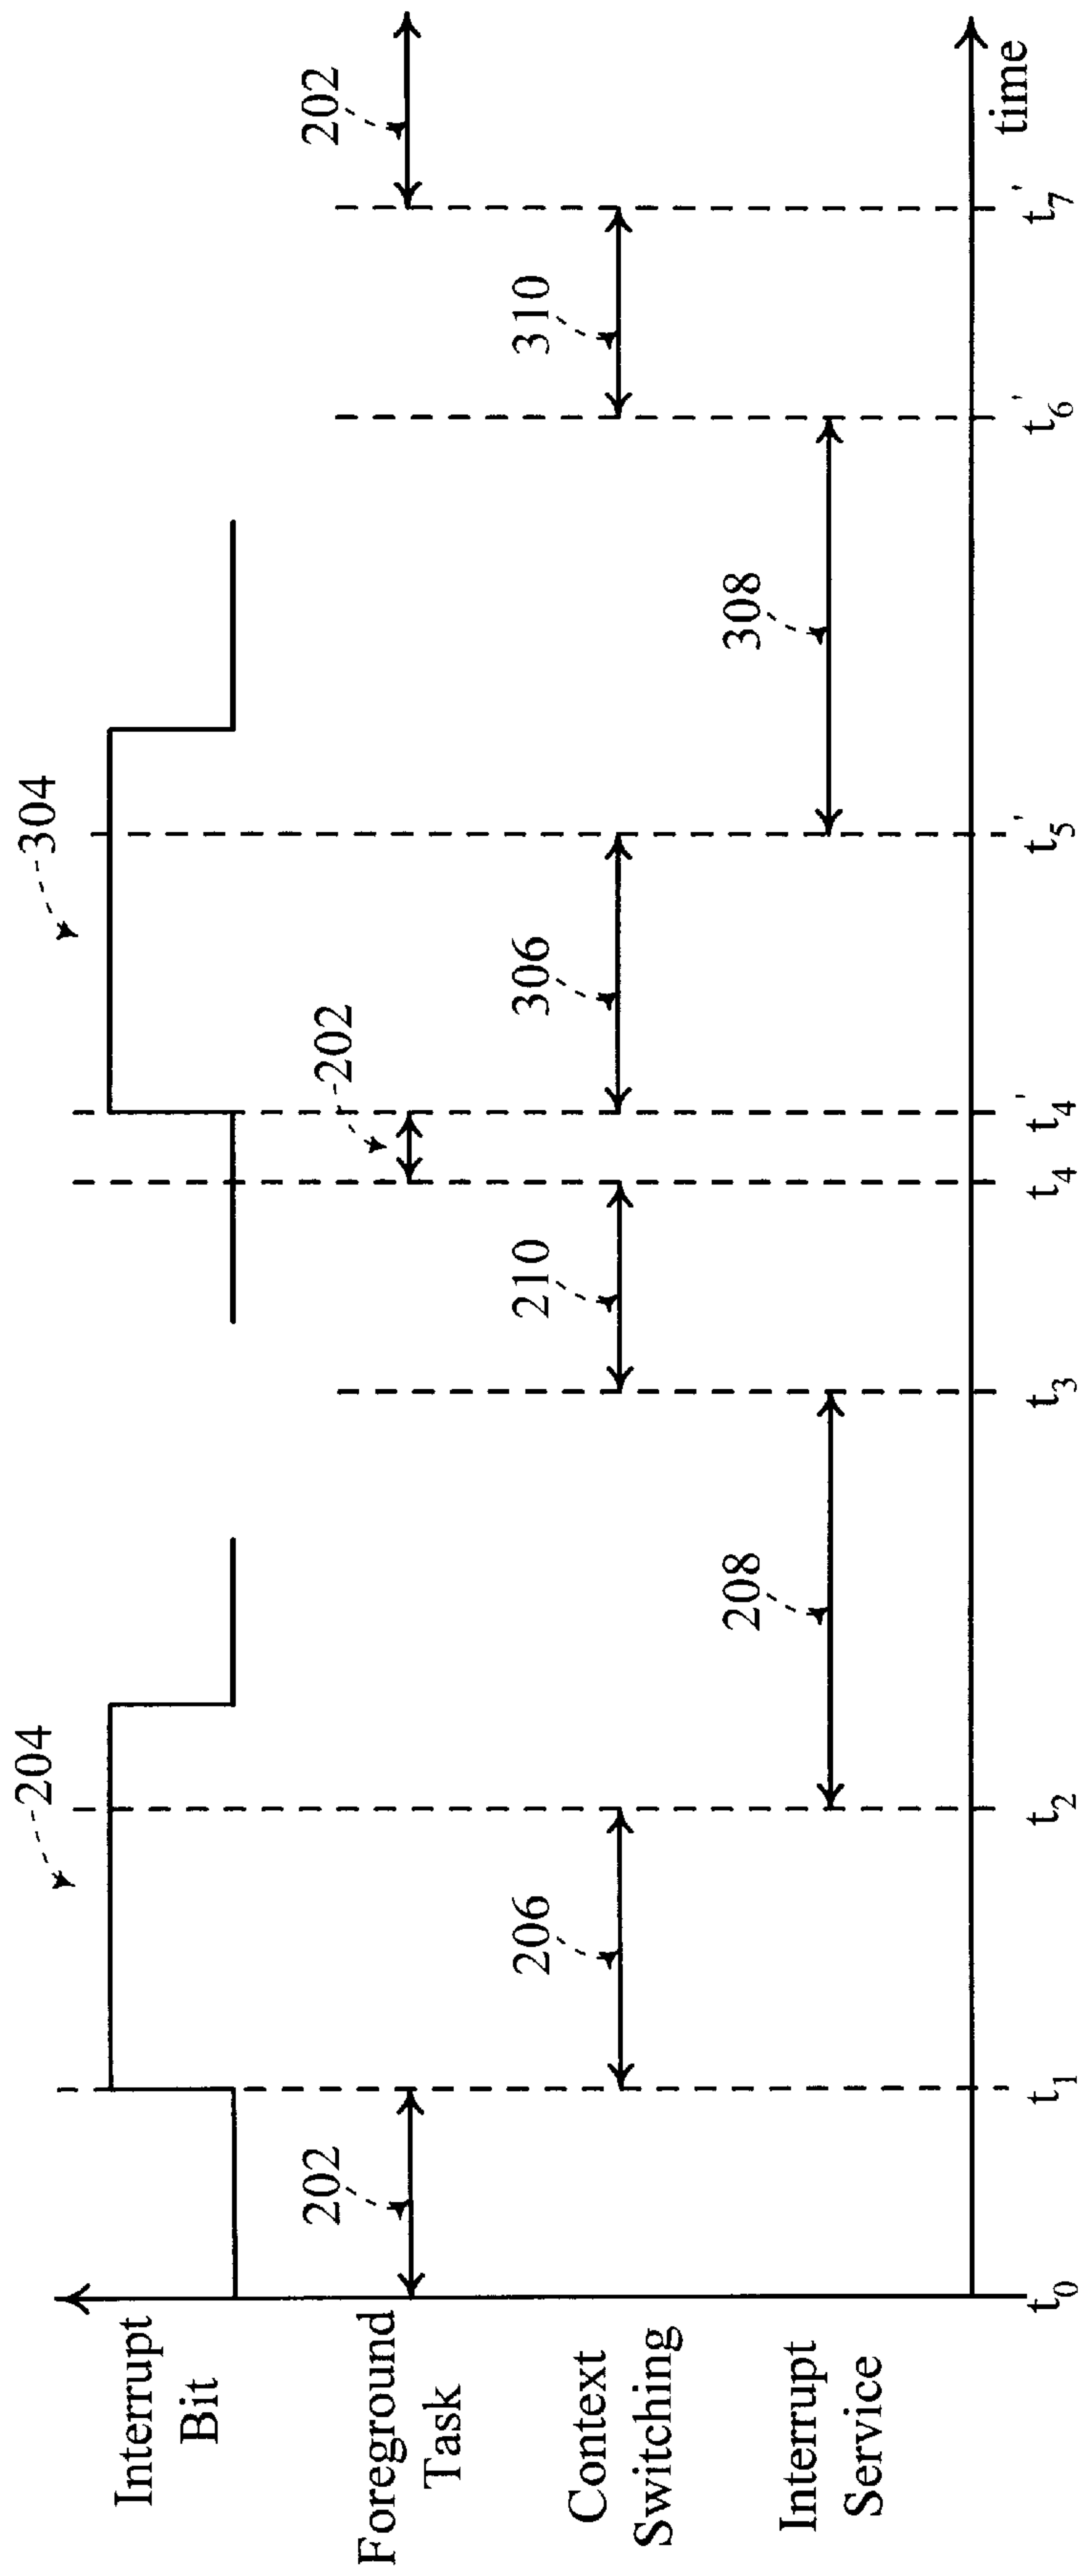 204
304
Interrupt
Bit
Foreground
Task
202
202
202
Context
Switching
206
210
306
310
Interrupt
Service
208
308
t0 t1 t2 t3 t4 t4' t5' t6' t7'
time